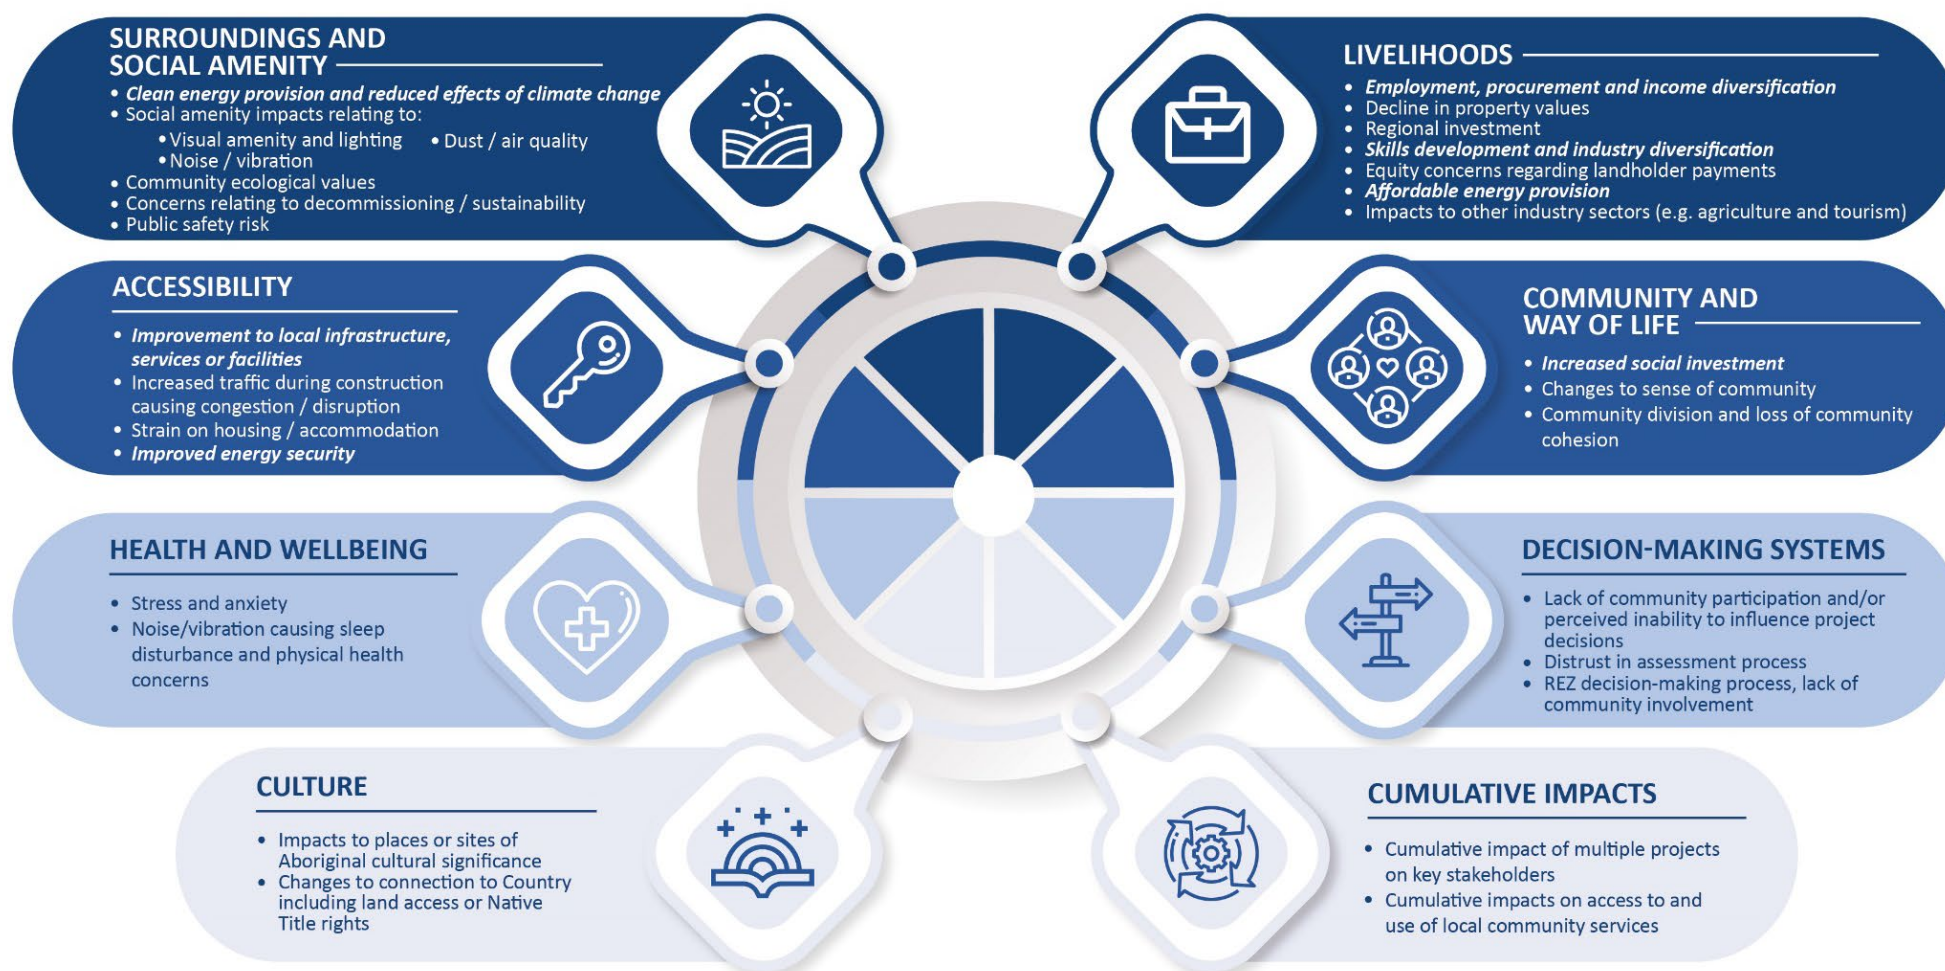 SURROUNDINGS AND
SOCIAL AMENITY
• Clean energy provision and reduced effects of climate change
• Social amenity impacts relating to:
• Visual amenity and lighting • Dust / air quality
• Noise / vibration
• Community ecological values
• Concerns relating to decommissioning / sustainability
• Public safety risk
LIVELIHOODS
• Employment, procurement and income diversification
• Decline in property values
• Regional investment
• Skills development and industry diversification
• Equity concerns regarding landholder payments
• Affordable energy provision
• Impacts to other industry sectors (e.g. agriculture and tourism)
ACCESSIBILITY
• Improvement to local infrastructure,
services or facilities
• Increased traffic during construction
causing congestion / disruption
• Strain on housing / accommodation
• Improved energy security
COMMUNITY AND
WAY OF LIFE
• Increased social investment
• Changes to sense of community
• Community division and loss of community
cohesion
HEALTH AND WELLBEING
• Stress and anxiety
• Noise/vibration causing sleep
disturbance and physical health
concerns
DECISION-MAKING SYSTEMS
• Lack of community participation and/or
perceived inability to influence project
decisions
• Distrust in assessment process
• REZ decision-making process, lack of
community involvement
CULTURE
• Impacts to places or sites of
Aboriginal cultural significance
• Changes to connection to Country
including land access or Native
Title rights
CUMULATIVE IMPACTS
• Cumulative impact of multiple projects
on key stakeholders
• Cumulative impacts on access to and
use of local community services